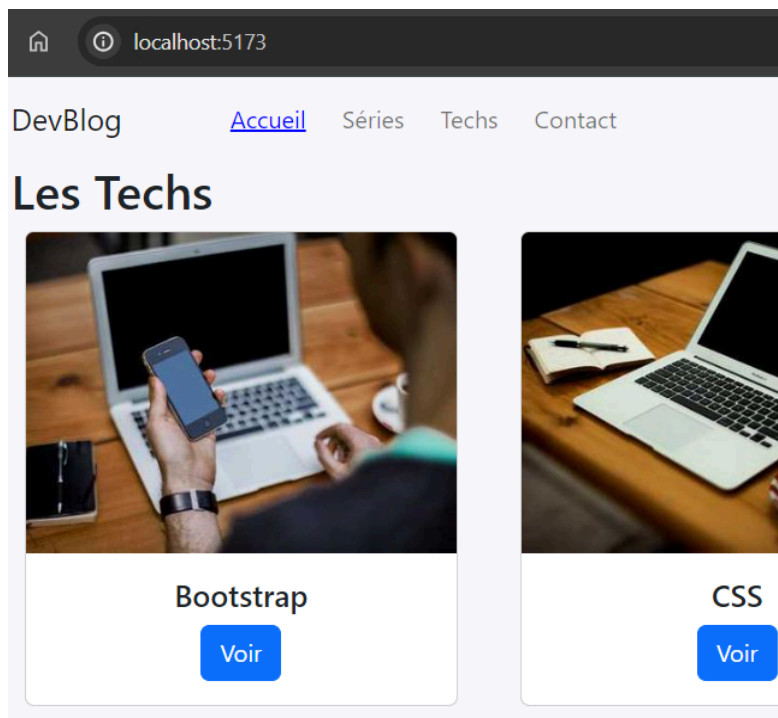 localhost:5173
DevBlog Accueil Séries Techs Contact
Les Techs
Bootstrap CSS
Voir Voir